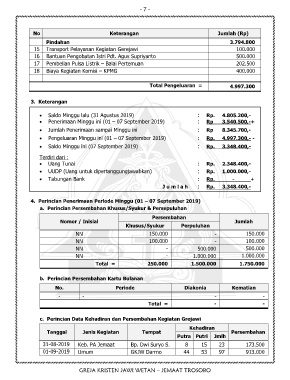 - 7 -
No Keterangan Jumlah (Rp)
Pindahan 3.794.800
15 Transport Pelayanan Kegiatan Gerejawi 100.000
16 Bantuan Pengobatan Istri Pdt. Agus Supriyanto 500.000
17 Pembelian Pulsa Listrik – Balai Pertemuan 202.500
18 Biaya Kegiatan Komisi – KPMG 400.000
Total Pengeluaran = 4.997.300
3. Keterangan
• Saldo Minggu lalu (31 Agustus 2019) : Rp. 4.805.200,-
• Penerimaan Minggu ini (01 – 07 September 2019) : Rp 3.540.500,-+
• Jumlah Penerimaan sampai Minggu ini : Rp 8.345.700,-
• Pengeluaran Minggu ini (01 – 07 September 2019) : Rp. 4.997.300,- -
• Saldo Minggu ini (07 September 2019) : Rp. 3.348.400,-
Terdiri dari :
• Uang Tunai : Rp. 2.348.400,-
• UUDP (Uang untuk dipertanggungjawabkan) : Rp. 1.000.000,-
• Tabungan Bank : Rp - +
J u m l a h : Rp. 3.348.400,-
4. Perincian Penerimaan Periode Minggu (01 – 07 September 2019)
a. Perincian Persembahan Khusus/Syukur & Perpuluhan
Nomor / Inisial Persembahan Jumlah
Khusus/Syukur Perpuluhan
NN 150.000 - 150.000
NN 100.000 - 100.000
NN - 500.000 500.000
NN - 1.000.000 1.000.000
Total = 250.000 1.500.000 1.750.000
b. Perincian Persembahan Kartu Bulanan
No. Periode Diakonia Kematian
- - - -
Total = - -
c. Perincian Data Kehadiran dan Persembahan Kegiatan Gerejawi
Tanggal Jenis Kegiatan Tempat Kehadiran Persembahan
Putra Putri Jmlh
31-08-2019 Keb. PA Jemaat Bp. Dwi Suryo S. 8 15 23 173.500
01-09-2019 Umum GKJW Darmo 44 53 97 913.000
GREJA KRISTEN JAWI WETAN – JEMAAT TROSOBO